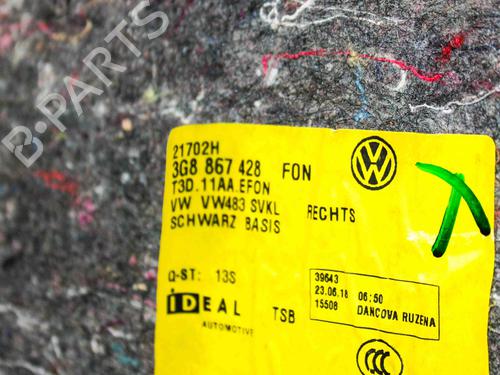 B-PARTS
21702H
3G8 867 428 FON
T3D.11AA.EFON
VW VW483 SVKL RECHTS
SCHWARZ BASIS
Q-ST: 13S
iDEAL TSB
AUTOMOTIVE
39643
23.06.18 06:50
15508 DANCOVA RUZENA